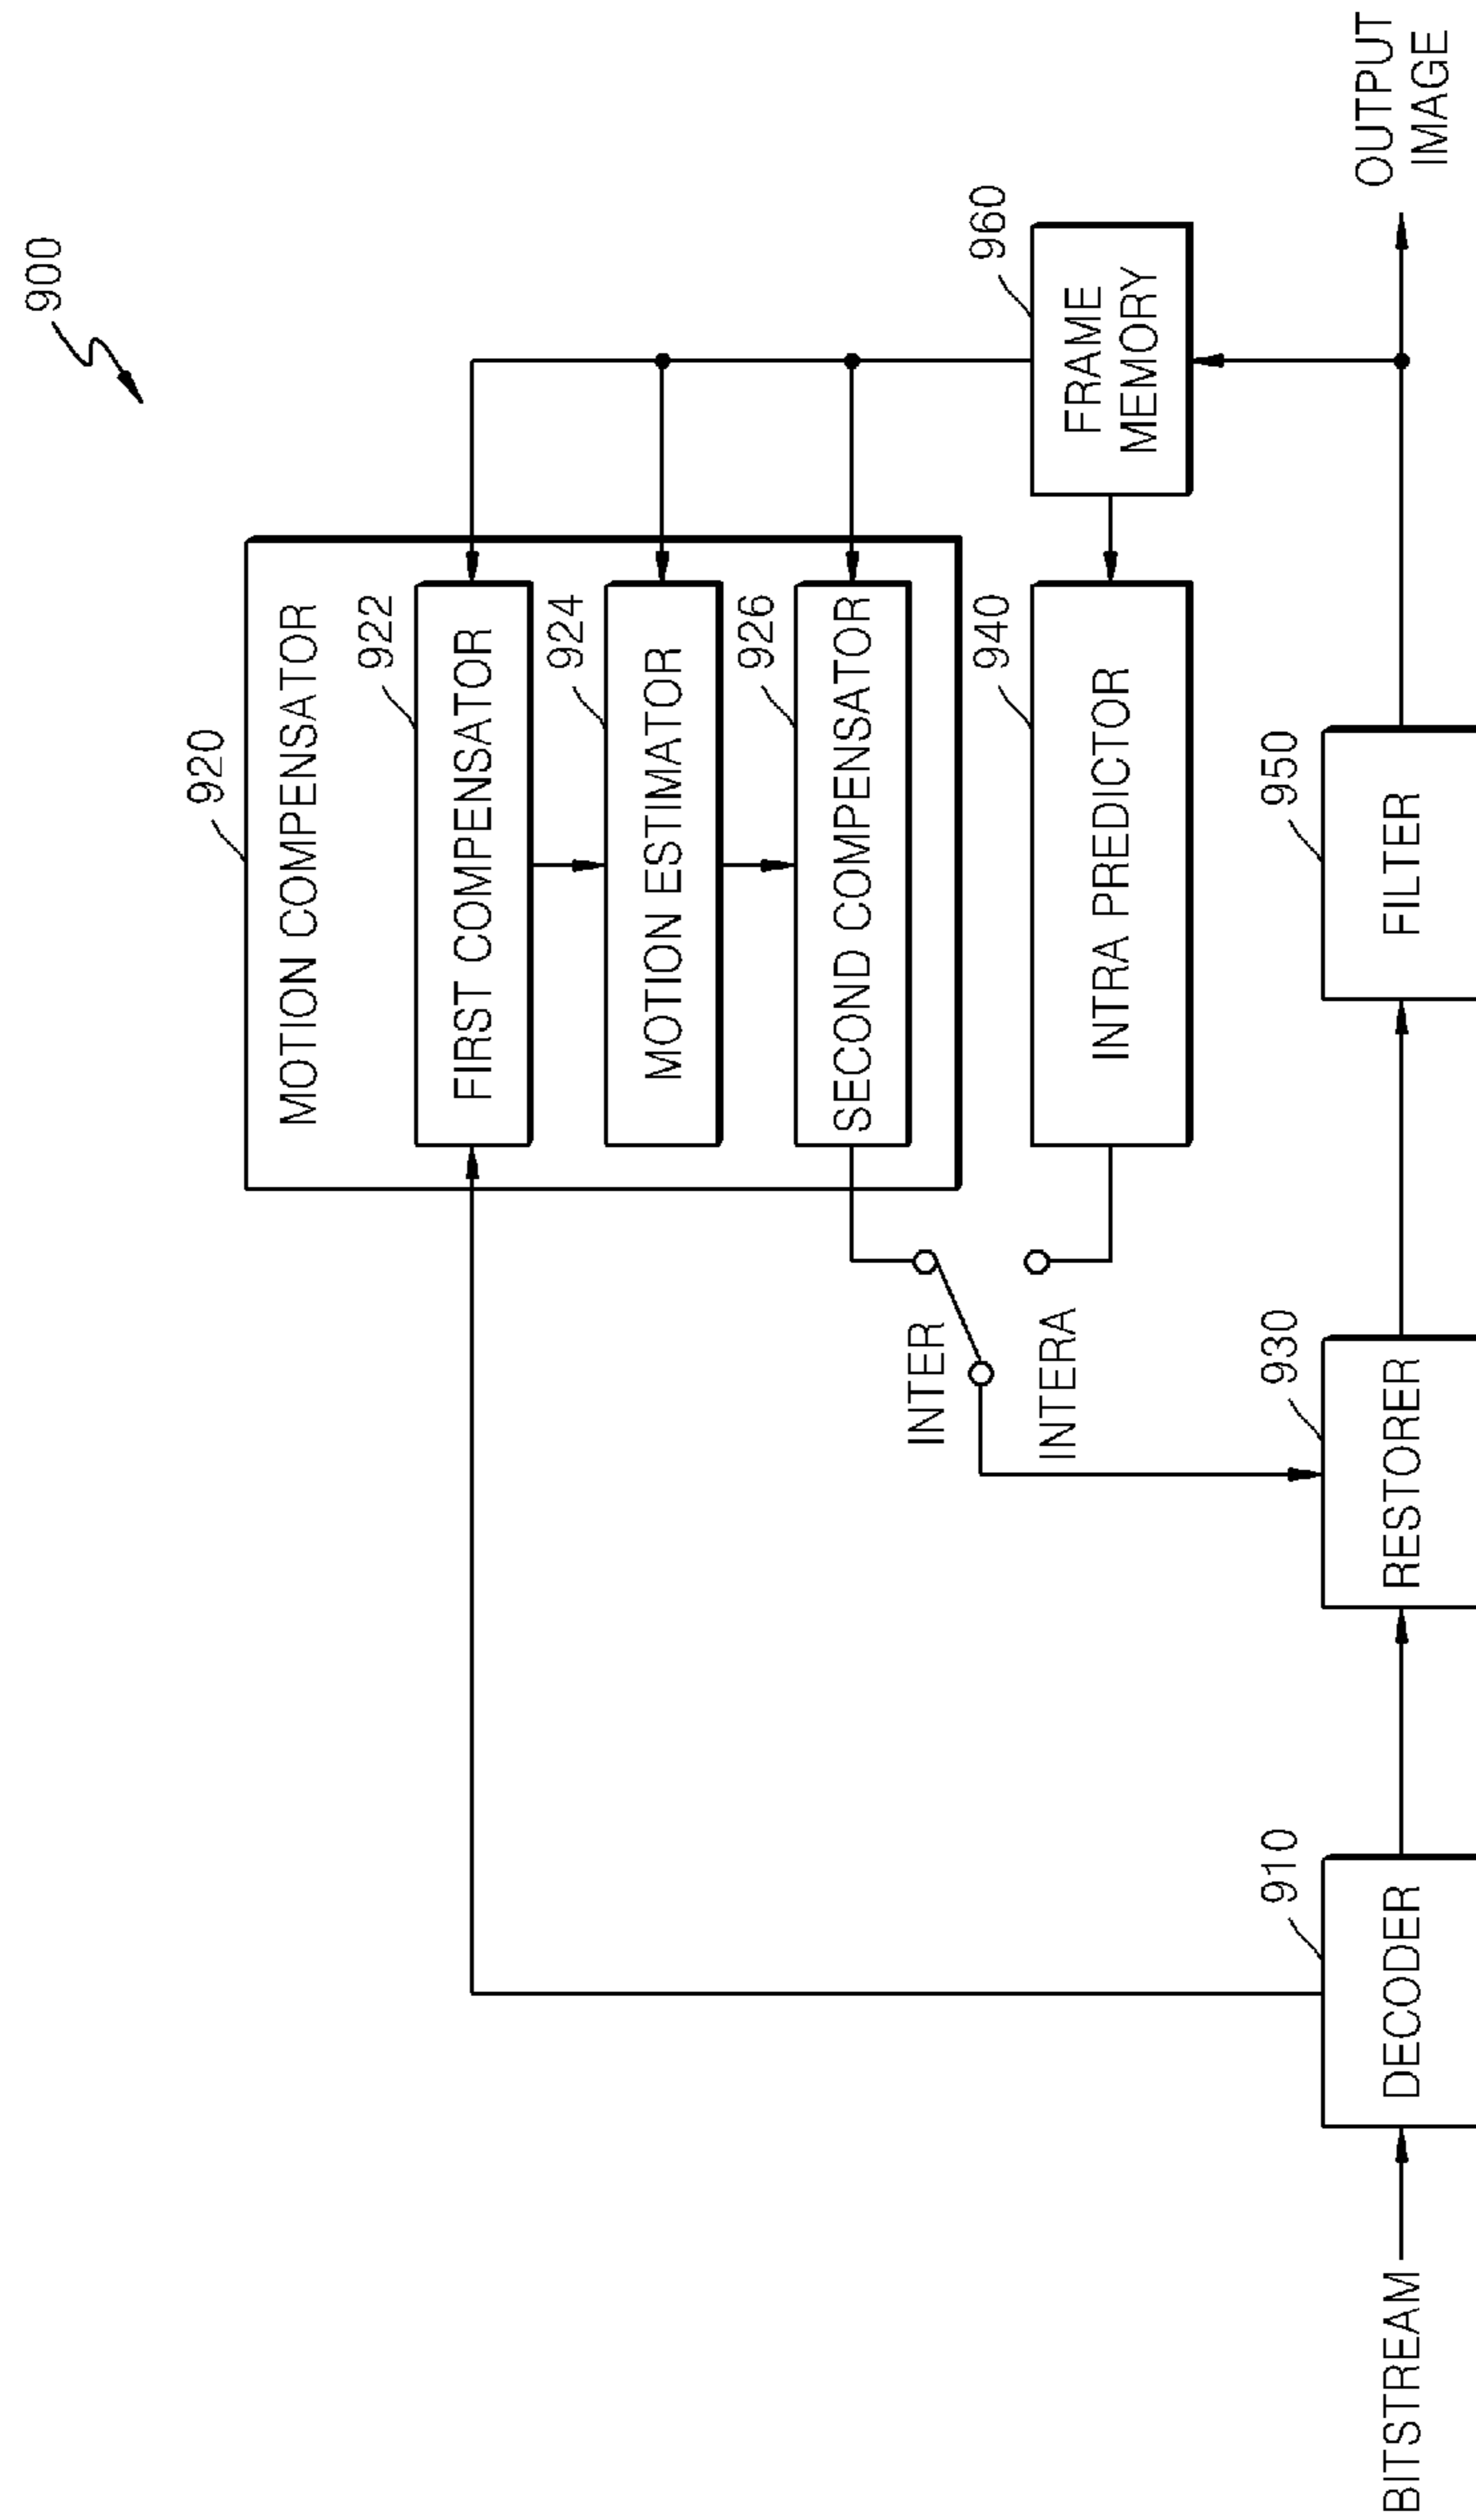 900
920
MOTION COMPENSATOR
922
FIRST COMPENSATOR
924
MOTION ESTIMATOR
926
SECOND COMPENSATOR
960
FRAME
MEMORY
940
INTRA PREDICTOR
INTER
INTERA
BITSTREAM
910
DECODER
930
RESTORER
950
FILTER
OUTPUT
IMAGE